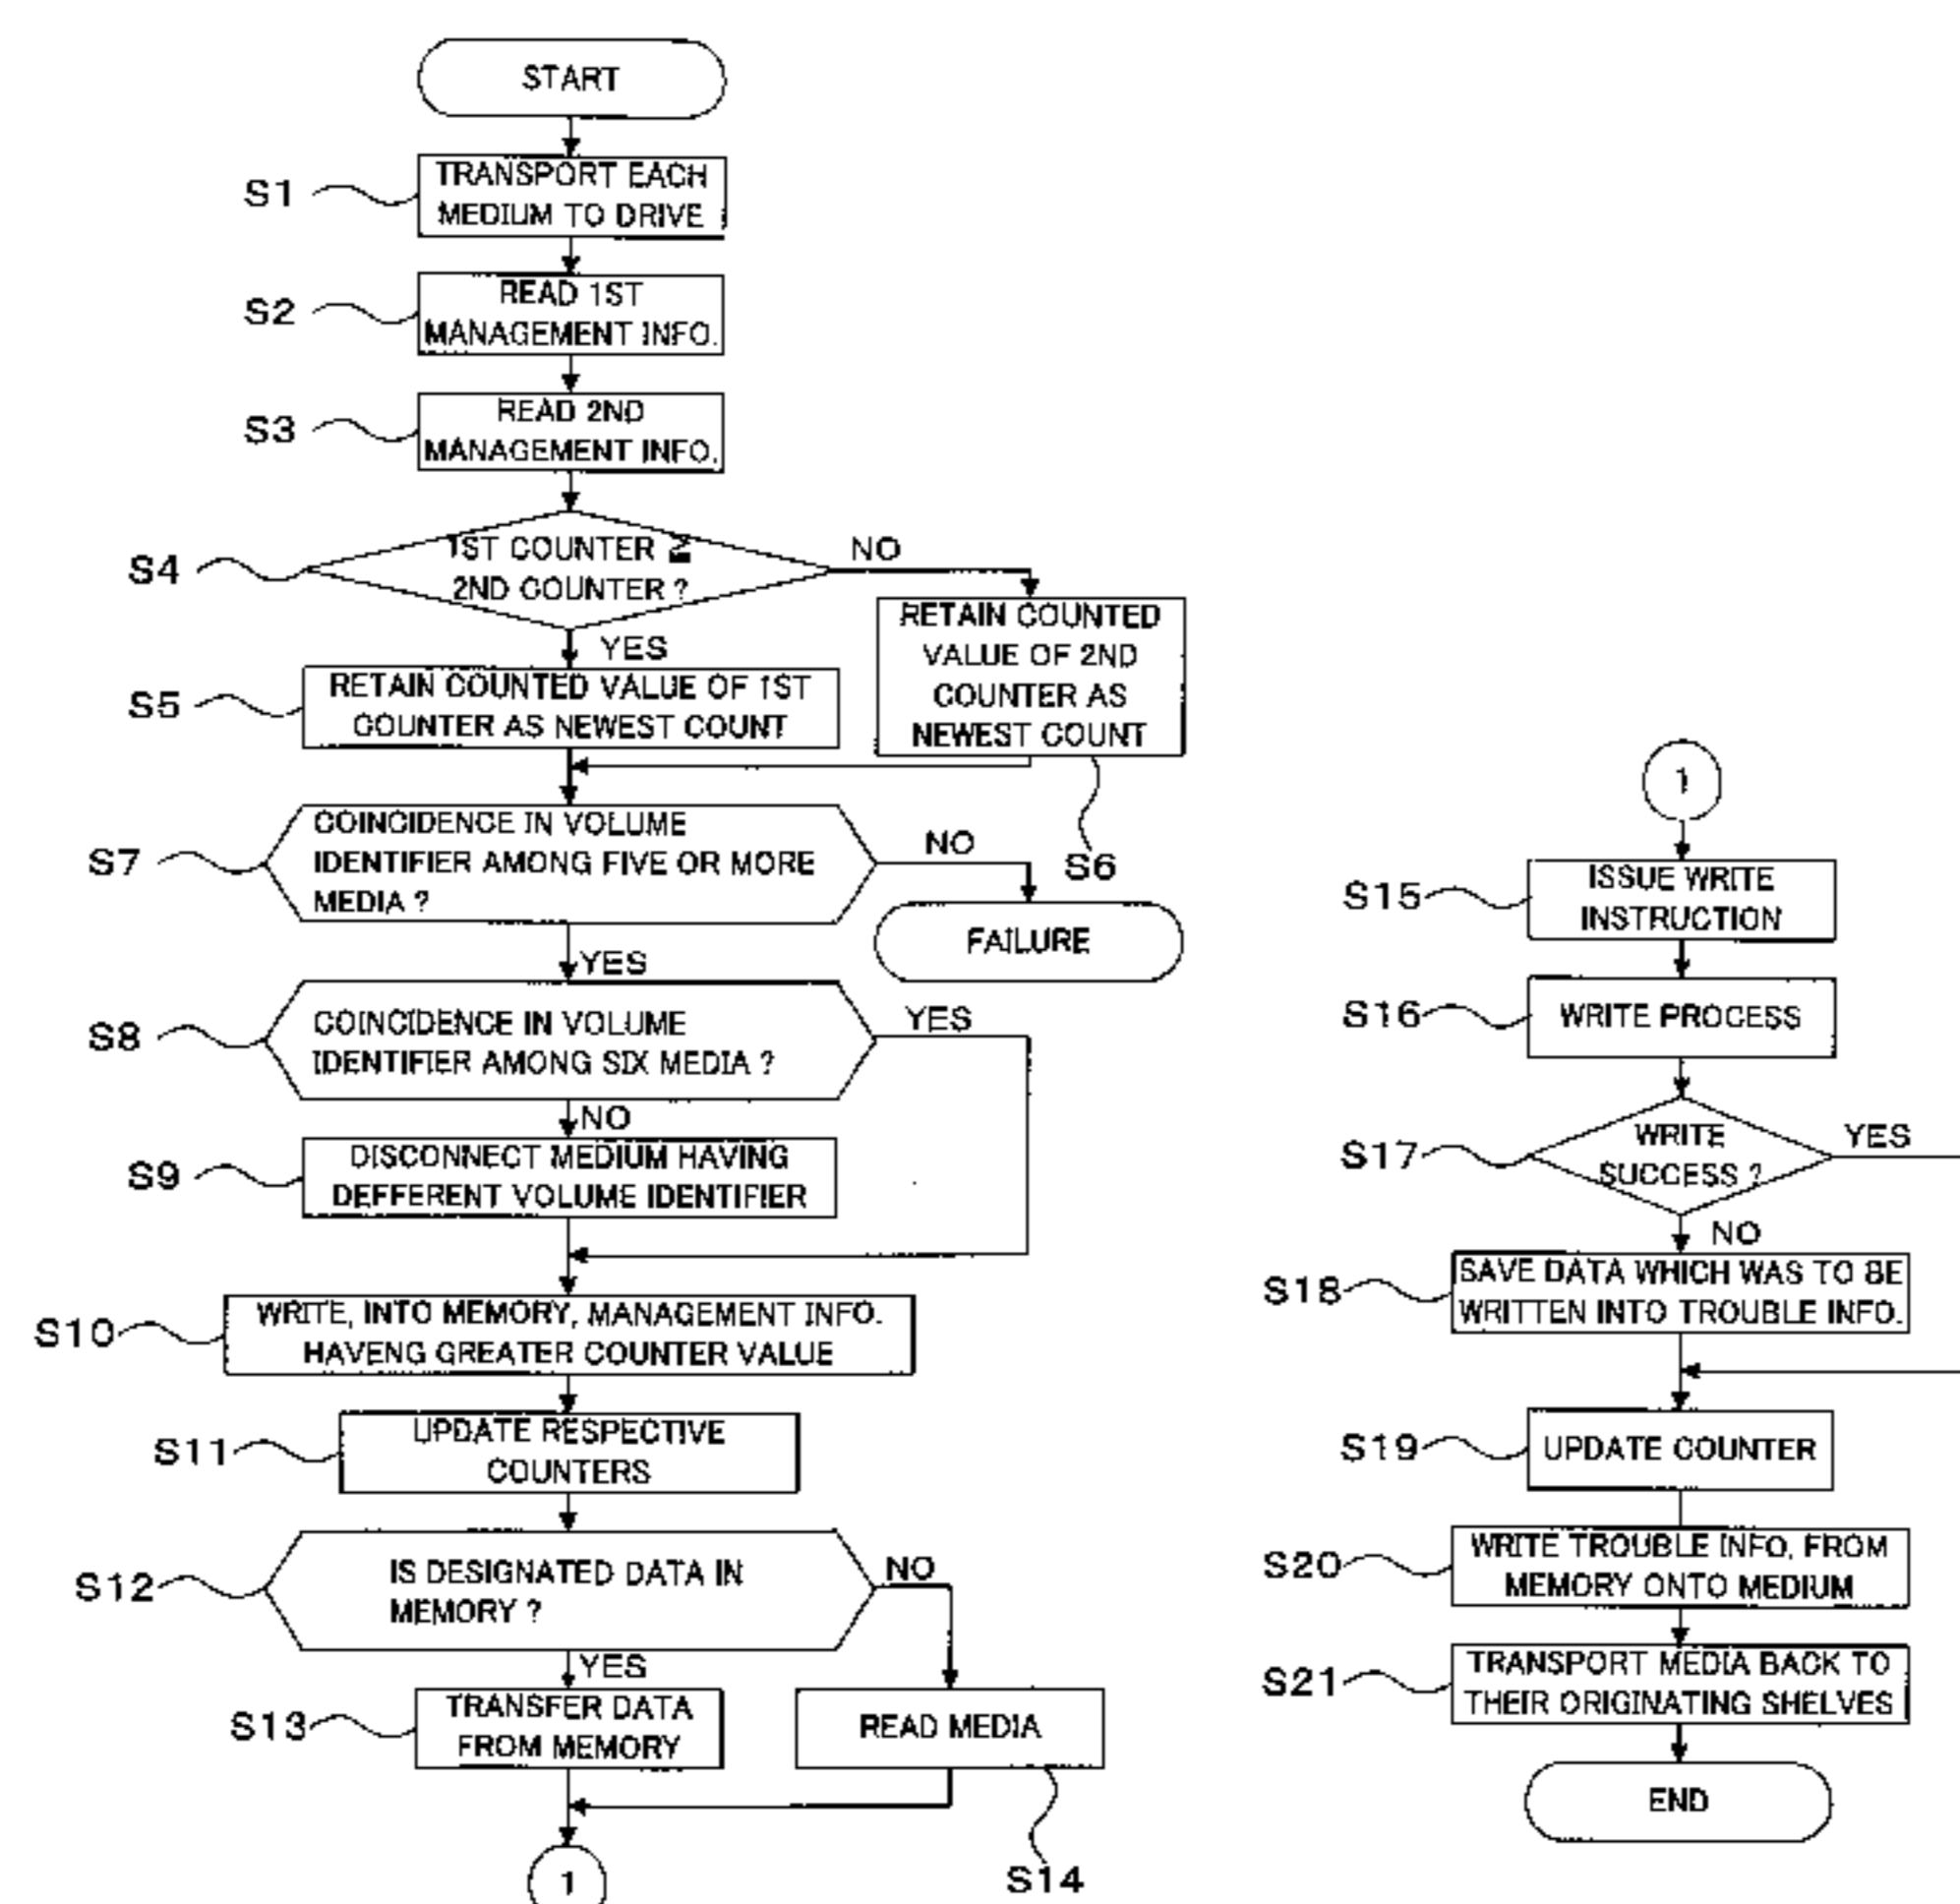 START
S1
TRANSPORT EACH
MEDIUM TO DRIVE
S2
READ 1ST
MANAGEMENT INFO.
S3
READ 2ND
MANAGEMENT INFO.
S4
1ST COUNTER ≧
2ND COUNTER ?
NO
YES
S5
RETAIN COUNTED VALUE OF 1ST
COUNTER AS NEWEST COUNT
RETAIN COUNTED
VALUE OF 2ND
COUNTER AS
NEWEST COUNT
S6
S7
COINCIDENCE IN VOLUME
IDENTIFIER AMONG FIVE OR MORE
MEDIA ?
NO
FAILURE
YES
S8
COINCIDENCE IN VOLUME
IDENTIFIER AMONG SIX MEDIA ?
YES
NO
S9
DISCONNECT MEDIUM HAVING
DEFFERENT VOLUME IDENTIFIER
S10
WRITE, INTO MEMORY, MANAGEMENT INFO.
HAVENG GREATER COUNTER VALUE
S11
UPDATE RESPECTIVE
COUNTERS
S12
IS DESIGNATED DATA IN
MEMORY ?
NO
YES
S13
TRANSFER DATA
FROM MEMORY
READ MEDIA
S14
1
1
S15
ISSUE WRITE
INSTRUCTION
S16
WRITE PROCESS
S17
WRITE
SUCCESS ?
YES
NO
S18
SAVE DATA WHICH WAS TO BE
WRITTEN INTO TROUBLE INFO.
S19
UPDATE COUNTER
S20
WRITE TROUBLE INFO. FROM
MEMORY ONTO MEDIUM
S21
TRANSPORT MEDIA BACK TO
THEIR ORIGINATING SHELVES
END